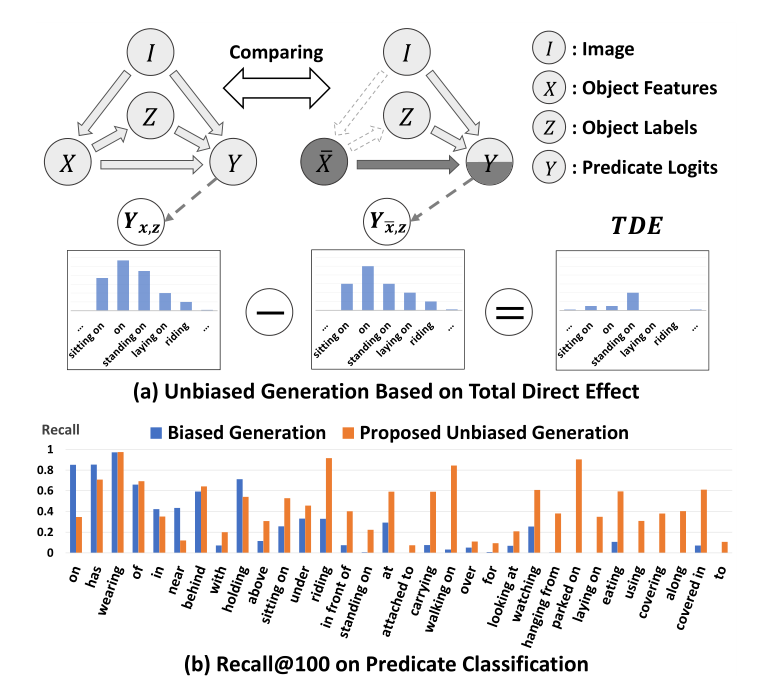 I
Comparing
I
I : Image
Z
Z
X : Object Features
X
Y
X̄
Y
Z : Object Labels
Y : Predicate Logits
Y x,z
Y x̄,z
TDE
−
=
... sitting on on standing on laying on riding ...
... sitting on on standing on laying on riding ...
... sitting on on standing on laying on riding ...
(a) Unbiased Generation Based on Total Direct Effect
Recall
Biased Generation Proposed Unbiased Generation
1
0.8
0.6
0.4
0.2
0
on has wearing of in near behind with holding above sitting on under riding in front of standing on at attached to carrying walking on over for looking at watching hanging from parked on laying on eating using covering along covered in to
(b) Recall@100 on Predicate Classification